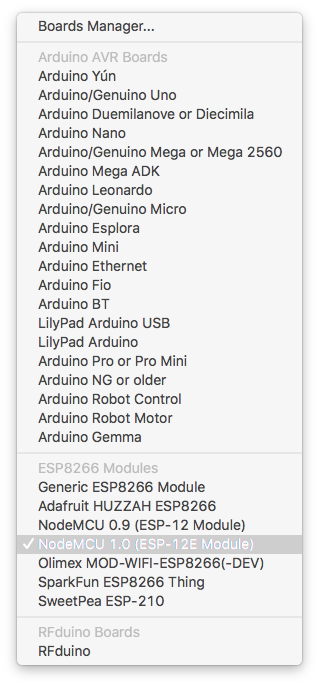 Boards Manager...
Arduino AVR Boards
Arduino Yún
Arduino/Genuino Uno
Arduino Duemilanove or Diecimila
Arduino Nano
Arduino/Genuino Mega or Mega 2560
Arduino Mega ADK
Arduino Leonardo
Arduino/Genuino Micro
Arduino Esplora
Arduino Mini
Arduino Ethernet
Arduino Fio
Arduino BT
LilyPad Arduino USB
LilyPad Arduino
Arduino Pro or Pro Mini
Arduino NG or older
Arduino Robot Control
Arduino Robot Motor
Arduino Gemma
ESP8266 Modules
Generic ESP8266 Module
Adafruit HUZZAH ESP8266
NodeMCU 0.9 (ESP-12 Module)
✓ NodeMCU 1.0 (ESP-12E Module)
Olimex MOD-WIFI-ESP8266(-DEV)
SparkFun ESP8266 Thing
SweetPea ESP-210
RFduino Boards
RFduino